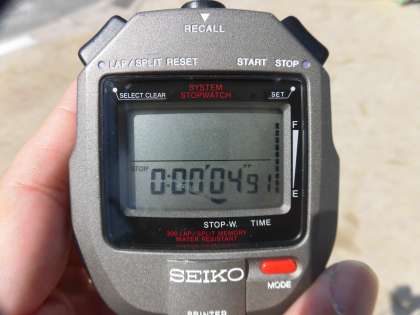 RECALL
LAP/SPLIT RESET START STOP
SELECT.CLEAR SYSTEM STOPWATCH SET
F
STOP
0:00'04"91
E
STOP-W. TIME
300 LAP/SPLIT MEMORY
WATER RESISTANT
SEIKO
MODE
PRINTER